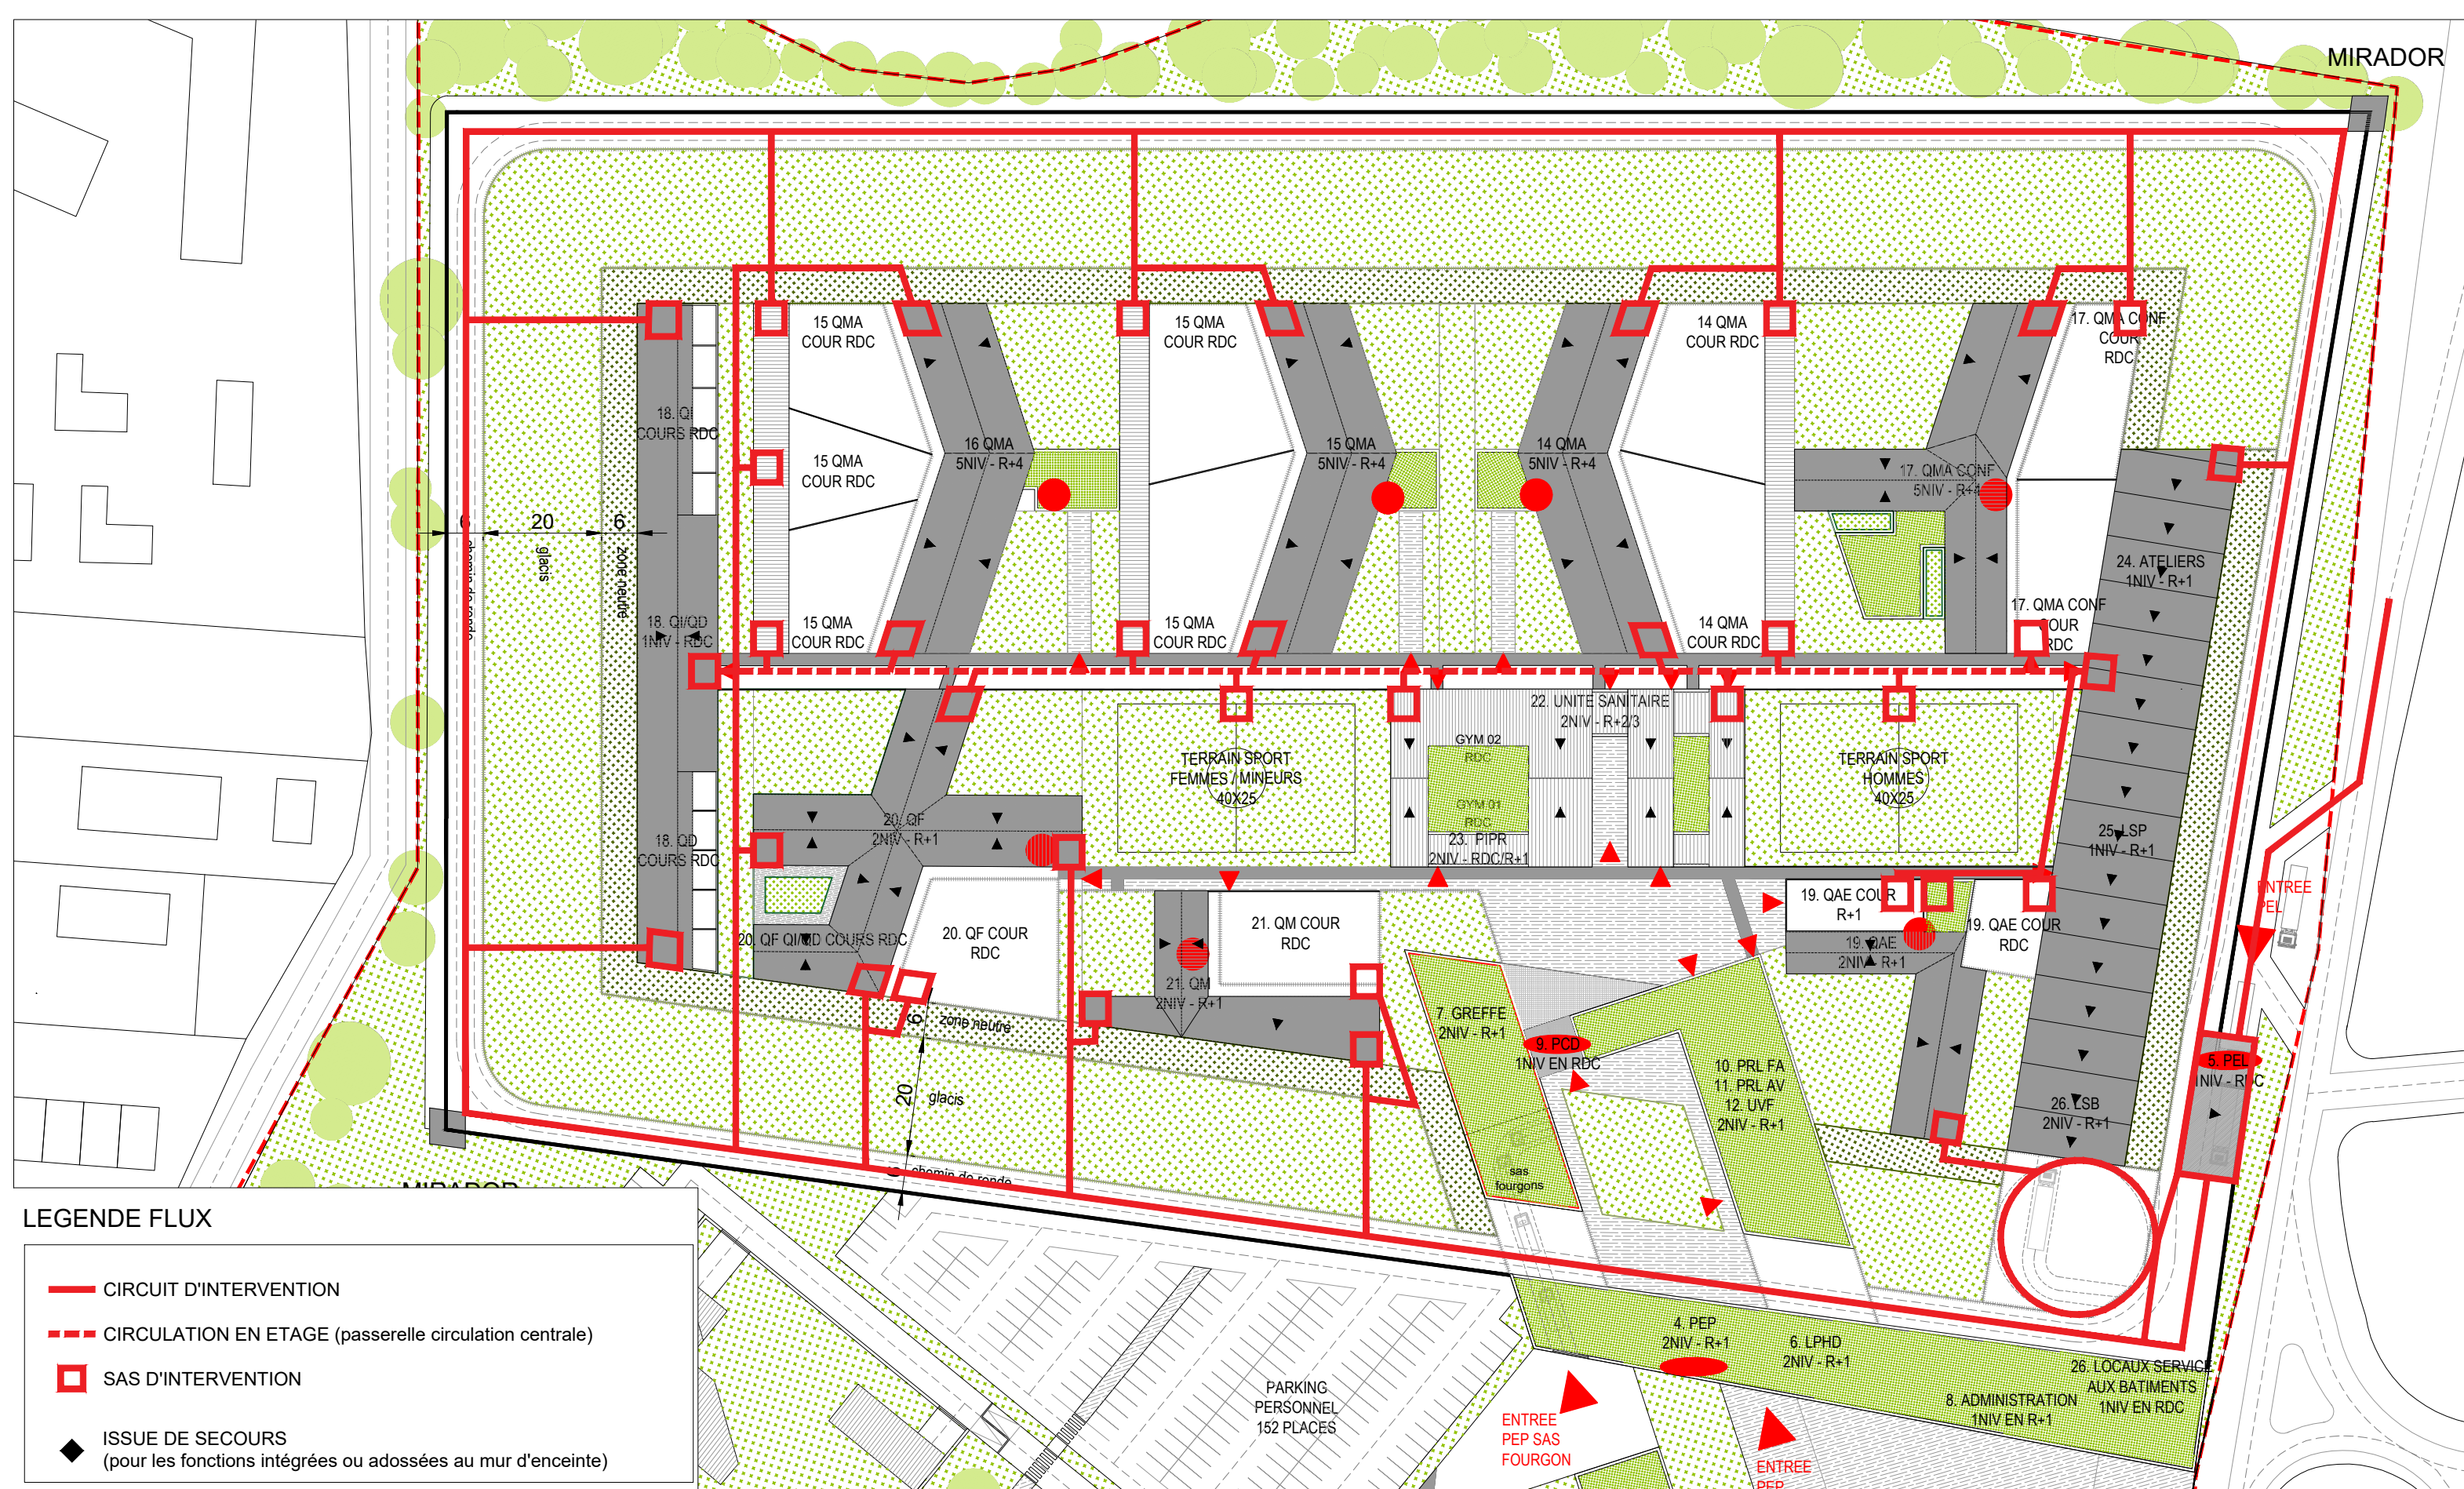 MIRADOR
15 QMA
COUR RDC
15 QMA
COUR RDC
14 QMA
COUR RDC
17. QMA CONF
COUR
RDC
18. QI
COURS RDC
15 QMA
COUR RDC
16 QMA
5NIV - R+4
15 QMA
5NIV - R+4
14 QMA
5NIV - R+4
17. QMA CONF
5NIV - R+4
6
20
6
chemin de ronde
glacis
zone neutre
24. ATELIERS
1NIV - R+1
18. QI/QD
1NIV - RDC
15 QMA
COUR RDC
15 QMA
COUR RDC
14 QMA
COUR RDC
17. QMA CONF
COUR
RDC
22. UNITE SANITAIRE
2NIV - R+2/3
GYM 02
RDC
TERRAIN SPORT
FEMMES / MINEURS
40X25
TERRAIN SPORT
HOMMES
40X25
GYM 01
RDC
23. PIPR
2NIV - RDC/R+1
20. QF
2NIV - R+1
18. QD
COURS RDC
25. LSP
1NIV - R+1
ENTREE
PEL
19. QAE COUR
R+1
19. QAE COUR
RDC
19. QAE
2NIV - R+1
20. QF QI/QD COURS RDC
20. QF COUR
RDC
21. QM COUR
RDC
21. QM
2NIV - R+1
7. GREFFE
2NIV - R+1
9. PCD
1NIV EN RDC
10. PRL FA
11. PRL AV
12. UVF
2NIV - R+1
5. PEL
1NIV - RDC
26. LSB
2NIV - R+1
6
zone neutre
20
glacis
6
chemin de ronde
sas
fourgons
MIRADOR
4. PEP
2NIV - R+1
6. LPHD
2NIV - R+1
26. LOCAUX SERVICE
AUX BATIMENTS
1NIV EN RDC
8. ADMINISTRATION
1NIV EN R+1
PARKING
PERSONNEL
152 PLACES
ENTREE
PEP SAS
FOURGON
ENTREE
PEP
LEGENDE FLUX
CIRCUIT D'INTERVENTION
CIRCULATION EN ETAGE (passerelle circulation centrale)
SAS D'INTERVENTION
ISSUE DE SECOURS
(pour les fonctions intégrées ou adossées au mur d'enceinte)